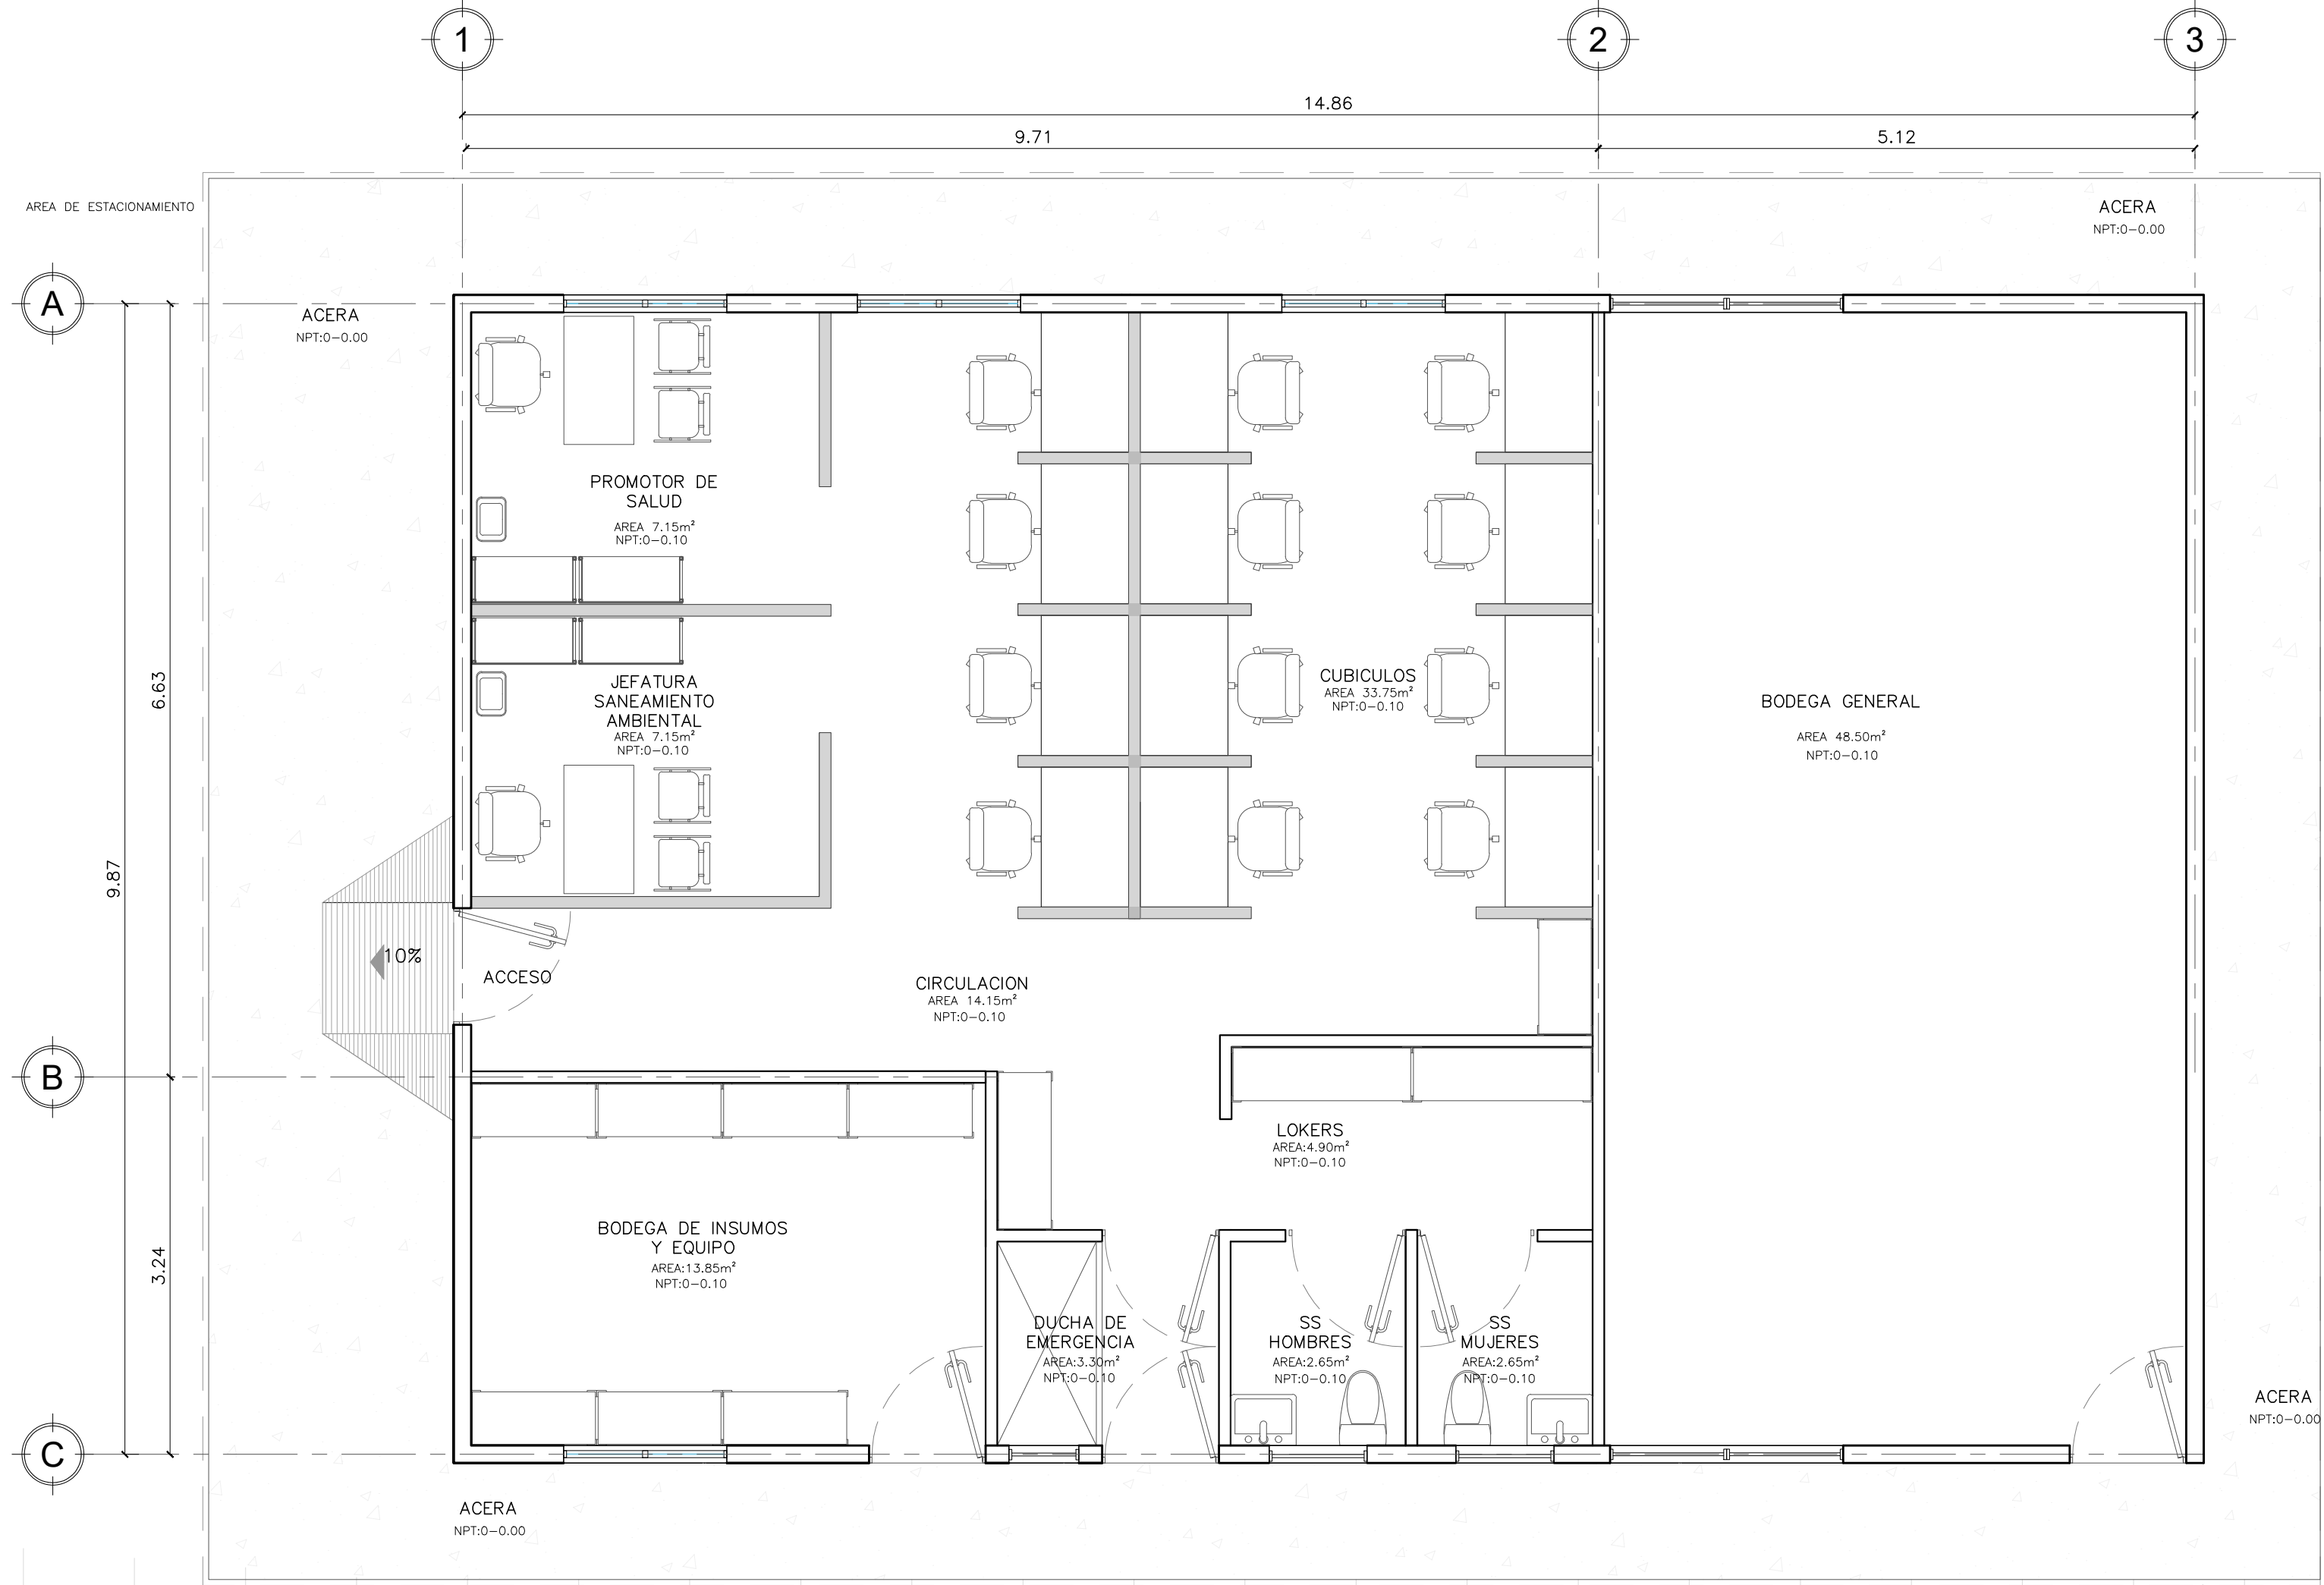 1
2
3
14.86
9.71
5.12
AREA DE ESTACIONAMIENTO
ACERA
NPT:0-0.00
A
ACERA
NPT:0-0.00
PROMOTOR DE
SALUD
AREA 7.15m²
NPT:0-0.10
JEFATURA
SANEAMIENTO
AMBIENTAL
AREA 7.15m²
NPT:0-0.10
CUBICULOS
AREA 33.75m²
NPT:0-0.10
BODEGA GENERAL
AREA 48.50m²
NPT:0-0.10
6.63
9.87
10%
ACCESO
CIRCULACION
AREA 14.15m²
NPT:0-0.10
B
LOKERS
AREA:4.90m²
NPT:0-0.10
3.24
BODEGA DE INSUMOS
Y EQUIPO
AREA:13.85m²
NPT:0-0.10
DUCHA DE
EMERGENCIA
AREA:3.30m²
NPT:0-0.10
SS
HOMBRES
AREA:2.65m²
NPT:0-0.10
SS
MUJERES
AREA:2.65m²
NPT:0-0.10
ACERA
NPT:0-0.00
C
ACERA
NPT:0-0.00